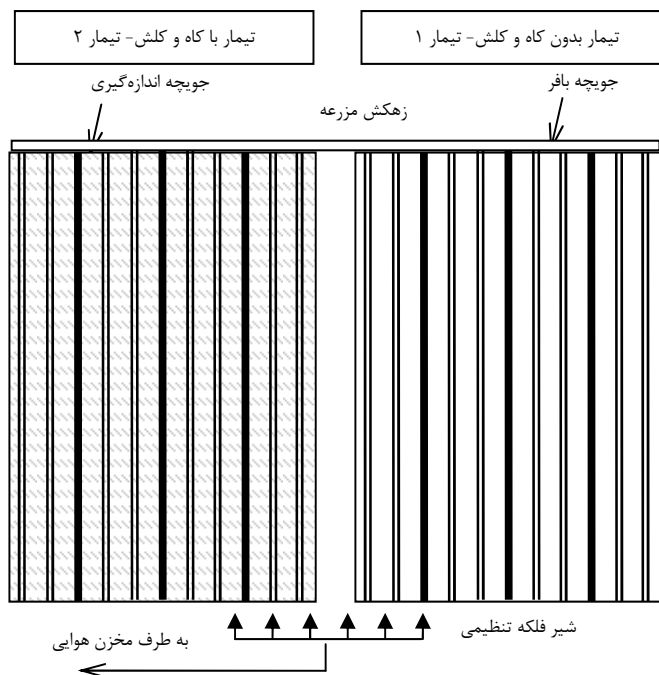 تیمار بدون کاه و کلش- تیمار ۱
تیمار با کاه و کلش- تیمار ۲
جویچه بافر
جویچه اندازه‌گیری
زهکش مزرعه
شیر فلکه تنظیمی
به طرف مخزن هوایی